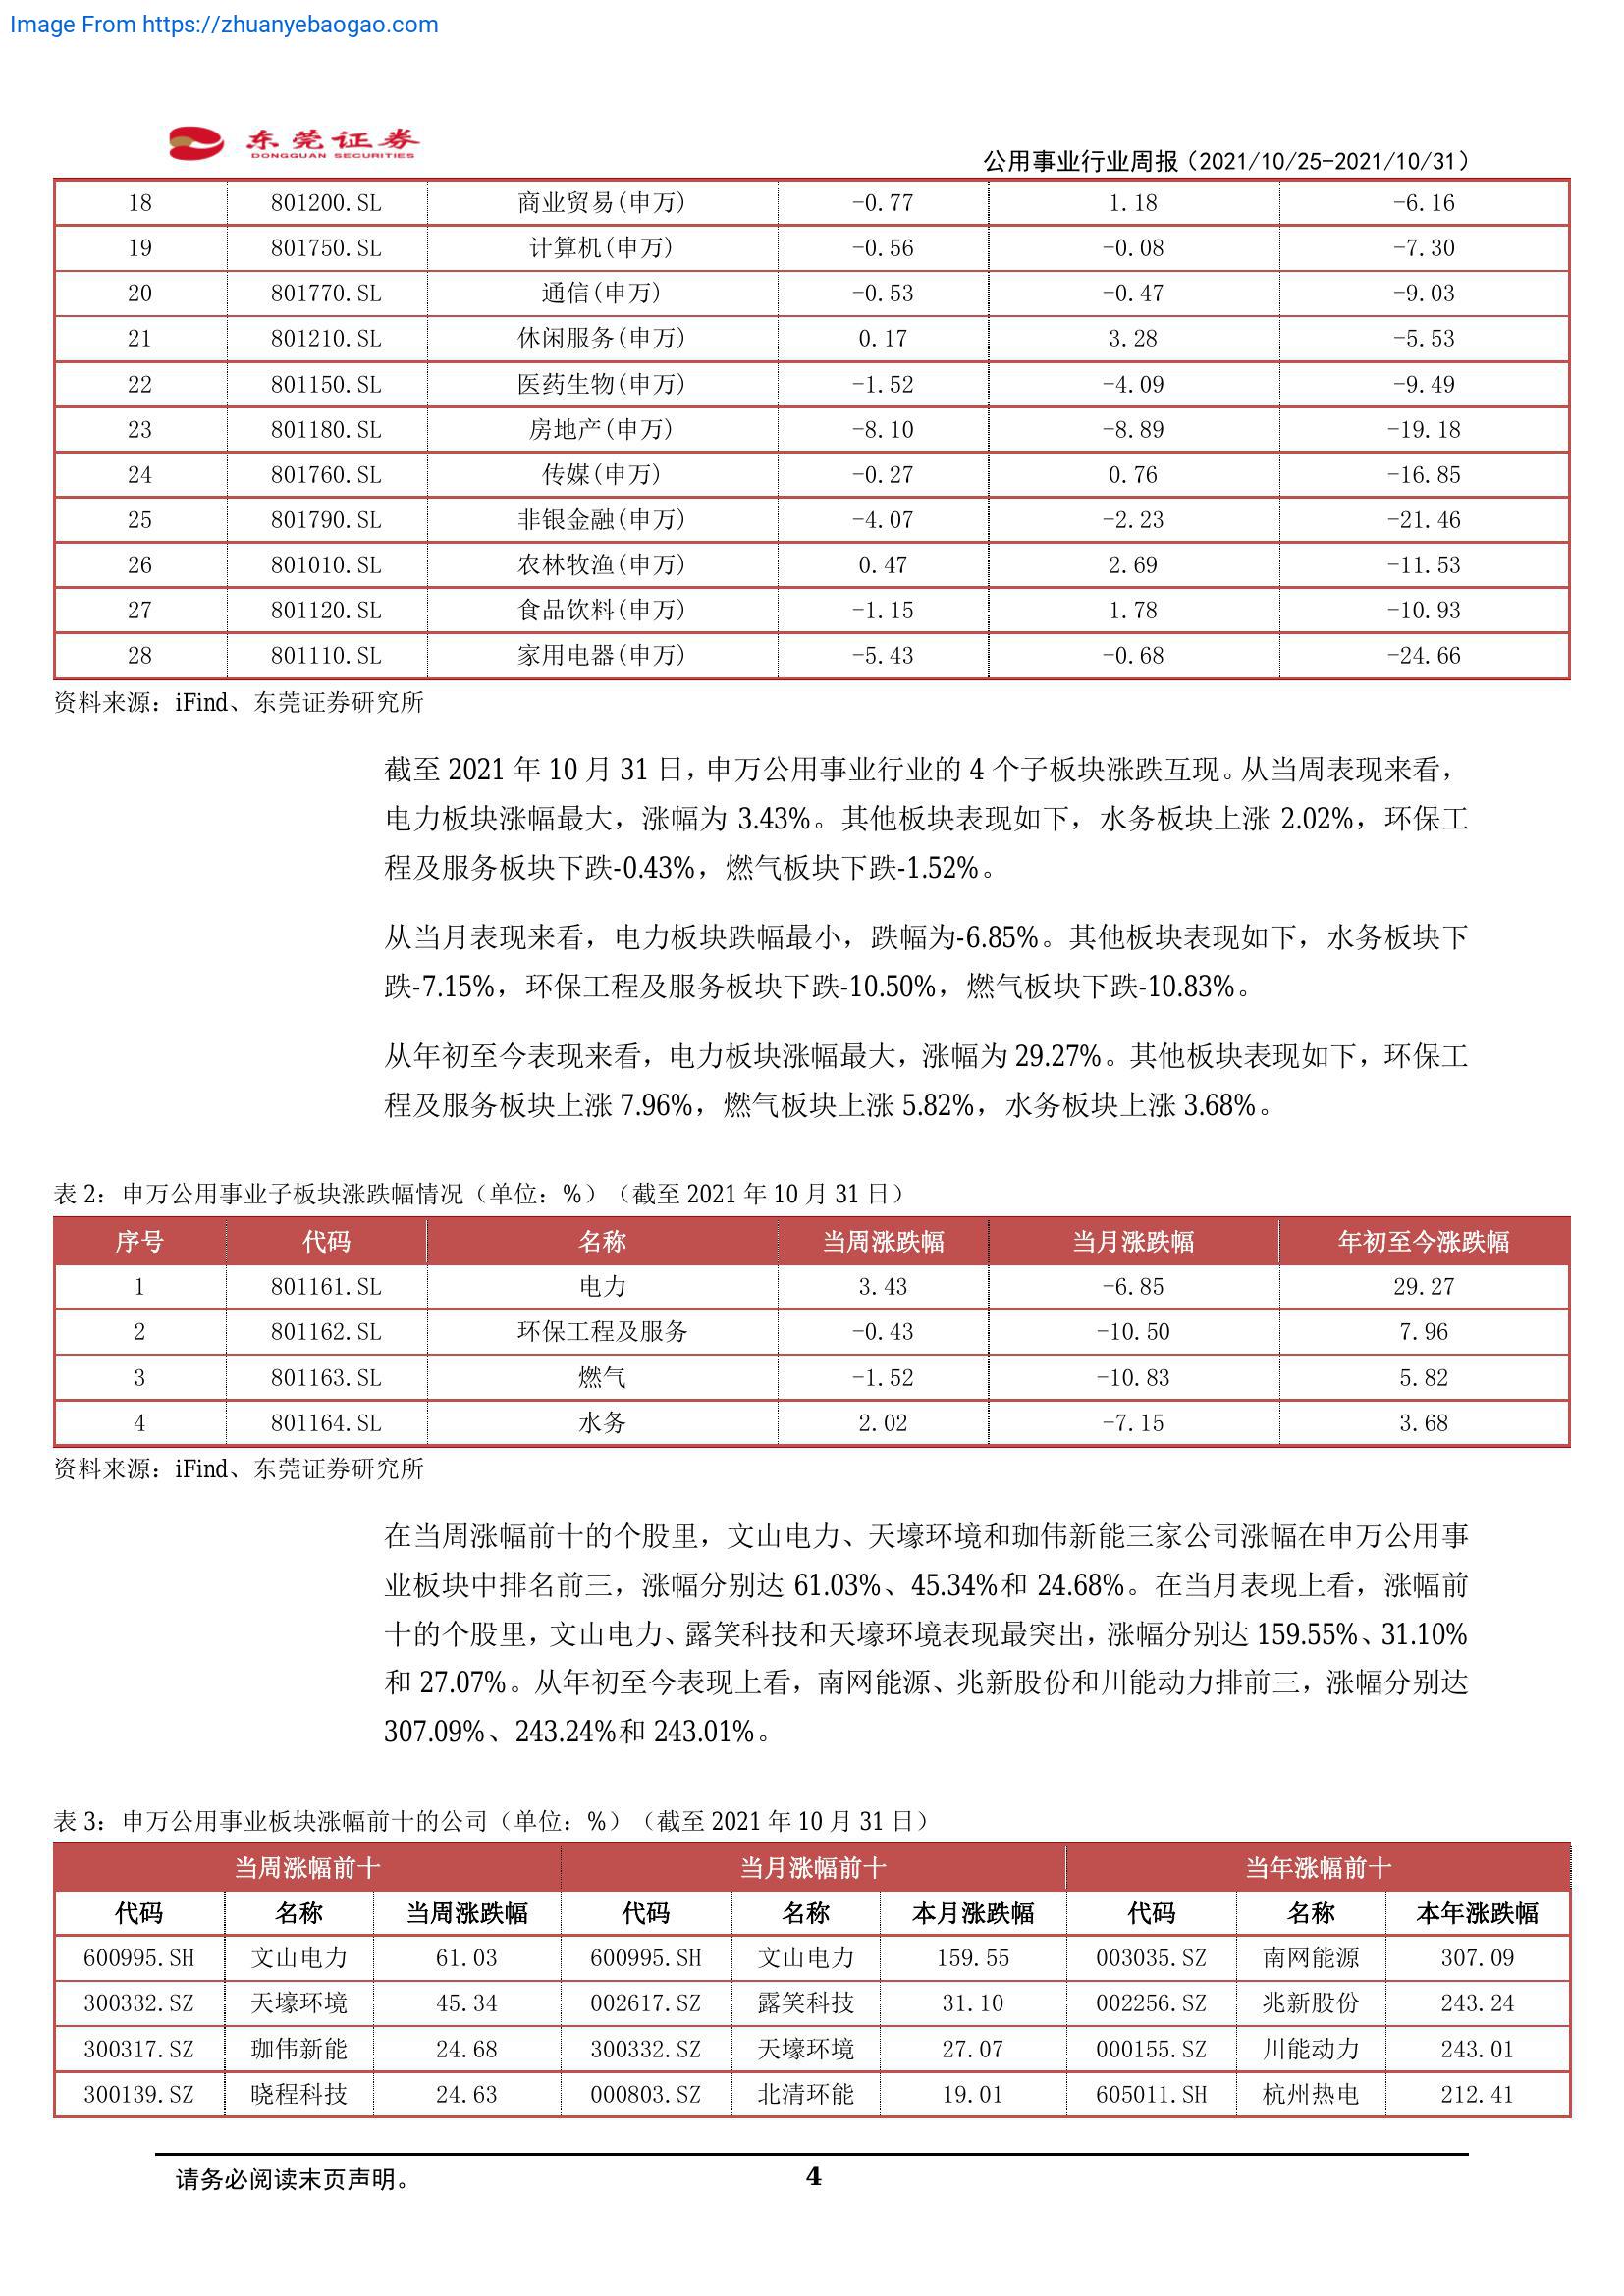 Image From https://zhuanyebaogao.com
东莞证券
DONGGUAN SECURITIES
公用事业行业周报（2021/10/25-2021/10/31）
18 801200.SL 商业贸易(申万) -0.77 1.18 -6.16
19 801750.SL 计算机(申万) -0.56 -0.08 -7.30
20 801770.SL 通信(申万) -0.53 -0.47 -9.03
21 801210.SL 休闲服务(申万) 0.17 3.28 -5.53
22 801150.SL 医药生物(申万) -1.52 -4.09 -9.49
23 801180.SL 房地产(申万) -8.10 -8.89 -19.18
24 801760.SL 传媒(申万) -0.27 0.76 -16.85
25 801790.SL 非银金融(申万) -4.07 -2.23 -21.46
26 801010.SL 农林牧渔(申万) 0.47 2.69 -11.53
27 801120.SL 食品饮料(申万) -1.15 1.78 -10.93
28 801110.SL 家用电器(申万) -5.43 -0.68 -24.66
资料来源：iFind、东莞证券研究所
截至 2021 年 10 月 31 日，申万公用事业行业的 4 个子板块涨跌互现。从当周表现来看，
电力板块涨幅最大，涨幅为 3.43%。其他板块表现如下，水务板块上涨 2.02%，环保工
程及服务板块下跌-0.43%，燃气板块下跌-1.52%。
从当月表现来看，电力板块跌幅最小，跌幅为-6.85%。其他板块表现如下，水务板块下
跌-7.15%，环保工程及服务板块下跌-10.50%，燃气板块下跌-10.83%。
从年初至今表现来看，电力板块涨幅最大，涨幅为 29.27%。其他板块表现如下，环保工
程及服务板块上涨 7.96%，燃气板块上涨 5.82%，水务板块上涨 3.68%。
表 2：申万公用事业子板块涨跌幅情况（单位：%）（截至 2021 年 10 月 31 日）
序号 代码 名称 当周涨跌幅 当月涨跌幅 年初至今涨跌幅
1 801161.SL 电力 3.43 -6.85 29.27
2 801162.SL 环保工程及服务 -0.43 -10.50 7.96
3 801163.SL 燃气 -1.52 -10.83 5.82
4 801164.SL 水务 2.02 -7.15 3.68
资料来源：iFind、东莞证券研究所
在当周涨幅前十的个股里，文山电力、天壕环境和珈伟新能三家公司涨幅在申万公用事
业板块中排名前三，涨幅分别达 61.03%、45.34%和 24.68%。在当月表现上看，涨幅前
十的个股里，文山电力、露笑科技和天壕环境表现最突出，涨幅分别达 159.55%、31.10%
和 27.07%。从年初至今表现上看，南网能源、兆新股份和川能动力排前三，涨幅分别达
307.09%、243.24%和 243.01%。
表 3：申万公用事业板块涨幅前十的公司（单位：%）（截至 2021 年 10 月 31 日）
当周涨幅前十 当月涨幅前十 当年涨幅前十
代码 名称 当周涨跌幅 代码 名称 本月涨跌幅 代码 名称 本年涨跌幅
600995.SH 文山电力 61.03 600995.SH 文山电力 159.55 003035.SZ 南网能源 307.09
300332.SZ 天壕环境 45.34 002617.SZ 露笑科技 31.10 002256.SZ 兆新股份 243.24
300317.SZ 珈伟新能 24.68 300332.SZ 天壕环境 27.07 000155.SZ 川能动力 243.01
300139.SZ 晓程科技 24.63 000803.SZ 北清环能 19.01 605011.SH 杭州热电 212.41
请务必阅读末页声明。 4